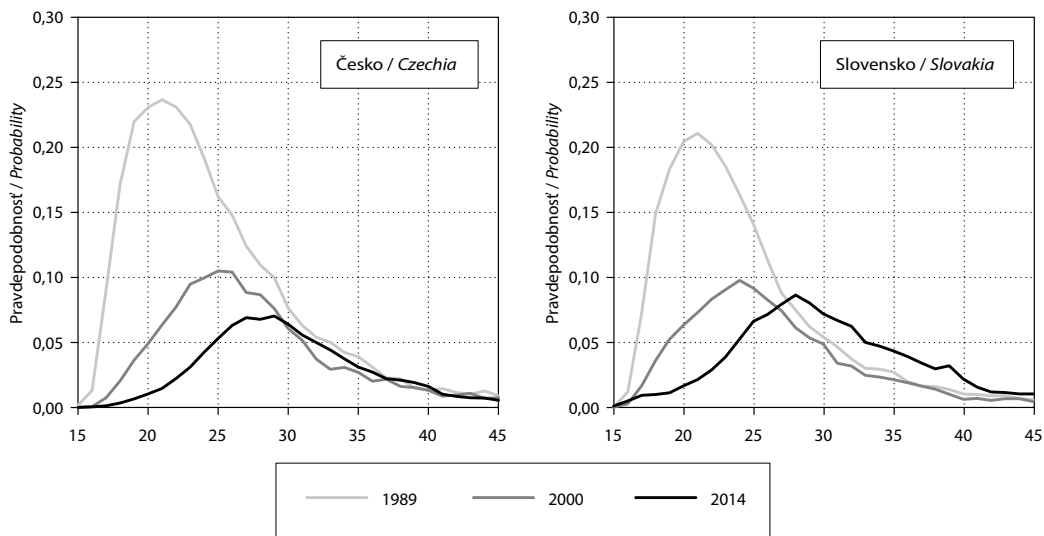 Pravdepodobnosť / Probability
0,30
0,25
0,20
0,15
0,10
0,05
0,00
Česko / Czechia
15 20 25 30 35 40 45
Pravdepodobnosť / Probability
0,30
0,25
0,20
0,15
0,10
0,05
0,00
Slovensko / Slovakia
15 20 25 30 35 40 45
1989 2000 2014